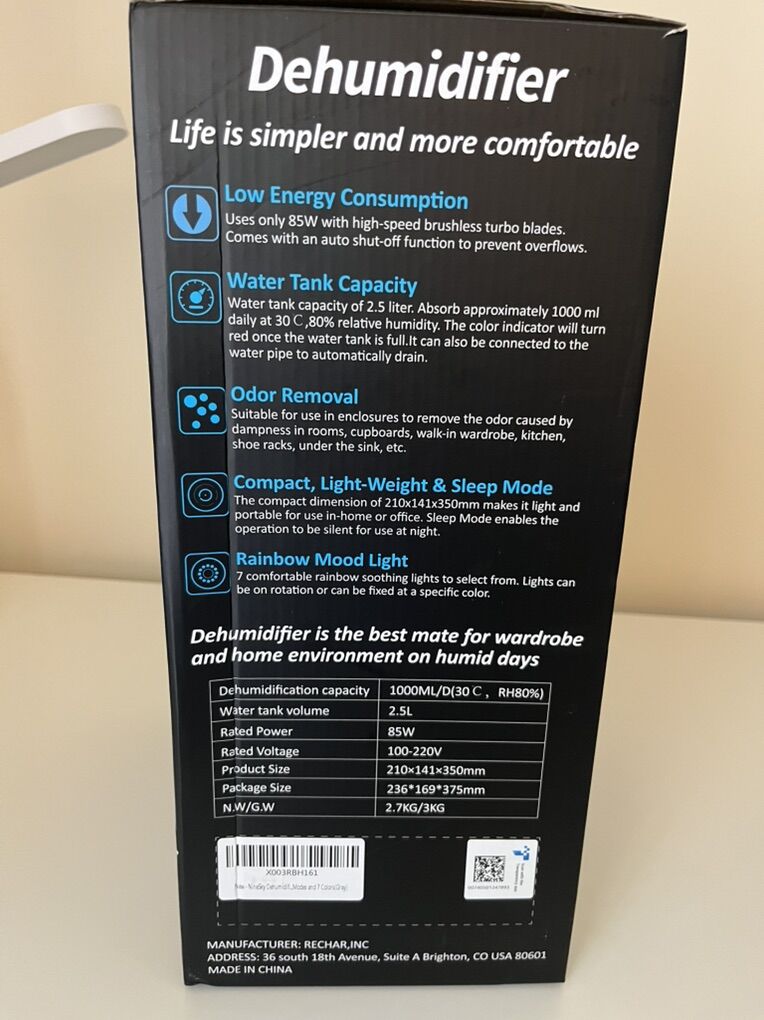 Dehumidifier
Life is simpler and more comfortable
Low Energy Consumption
Uses only 85W with high-speed brushless turbo blades.
Comes with an auto shut-off function to prevent overflows.
Water Tank Capacity
Water tank capacity of 2.5 liter. Absorb approximately 1000 ml
daily at 30℃,80% relative humidity. The color indicator will turn
red once the water tank is full.It can also be connected to the
water pipe to automatically drain.
Odor Removal
Suitable for use in enclosures to remove the odor caused by
dampness in rooms, cupboards, walk-in wardrobe, kitchen,
shoe racks, under the sink, etc.
Compact, Light-Weight & Sleep Mode
The compact dimension of 210x141x350mm makes it light and
portable for use in-home or office. Sleep Mode enables the
operation to be silent for use at night.
Rainbow Mood Light
7 comfortable rainbow soothing lights to select from. Lights can
be on rotation or can be fixed at a specific color.
Dehumidifier is the best mate for wardrobe
and home environment on humid days
Dehumidification capacity 1000ML/D(30℃, RH80%)
Water tank volume 2.5L
Rated Power 85W
Rated Voltage 100-220V
Product Size 210×141×350mm
Package Size 236*169*375mm
N.W/G.W 2.7KG/3KG
X003RBH161
New - NineSky Dehumidifi...Modes and 7 Colors(Gray)
MANUFACTURER: RECHAR,INC
ADDRESS: 36 south 18th Avenue, Suite A Brighton, CO USA 80601
MADE IN CHINA